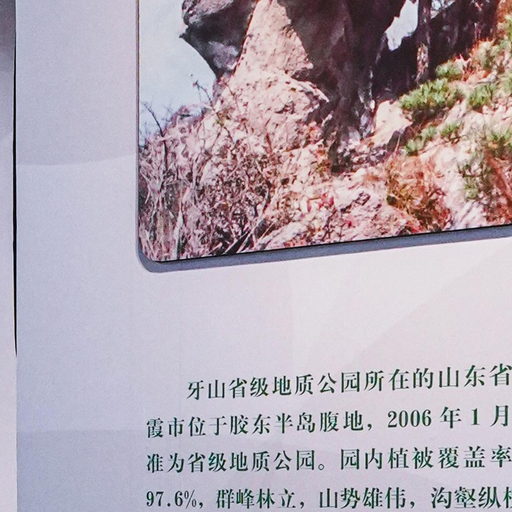 牙山省级地质公园所在的山东省
霞市位于胶东半岛腹地，2006 年 1 月
准为省级地质公园。园内植被覆盖率
97.6%，群峰林立，山势雄伟，沟壑纵